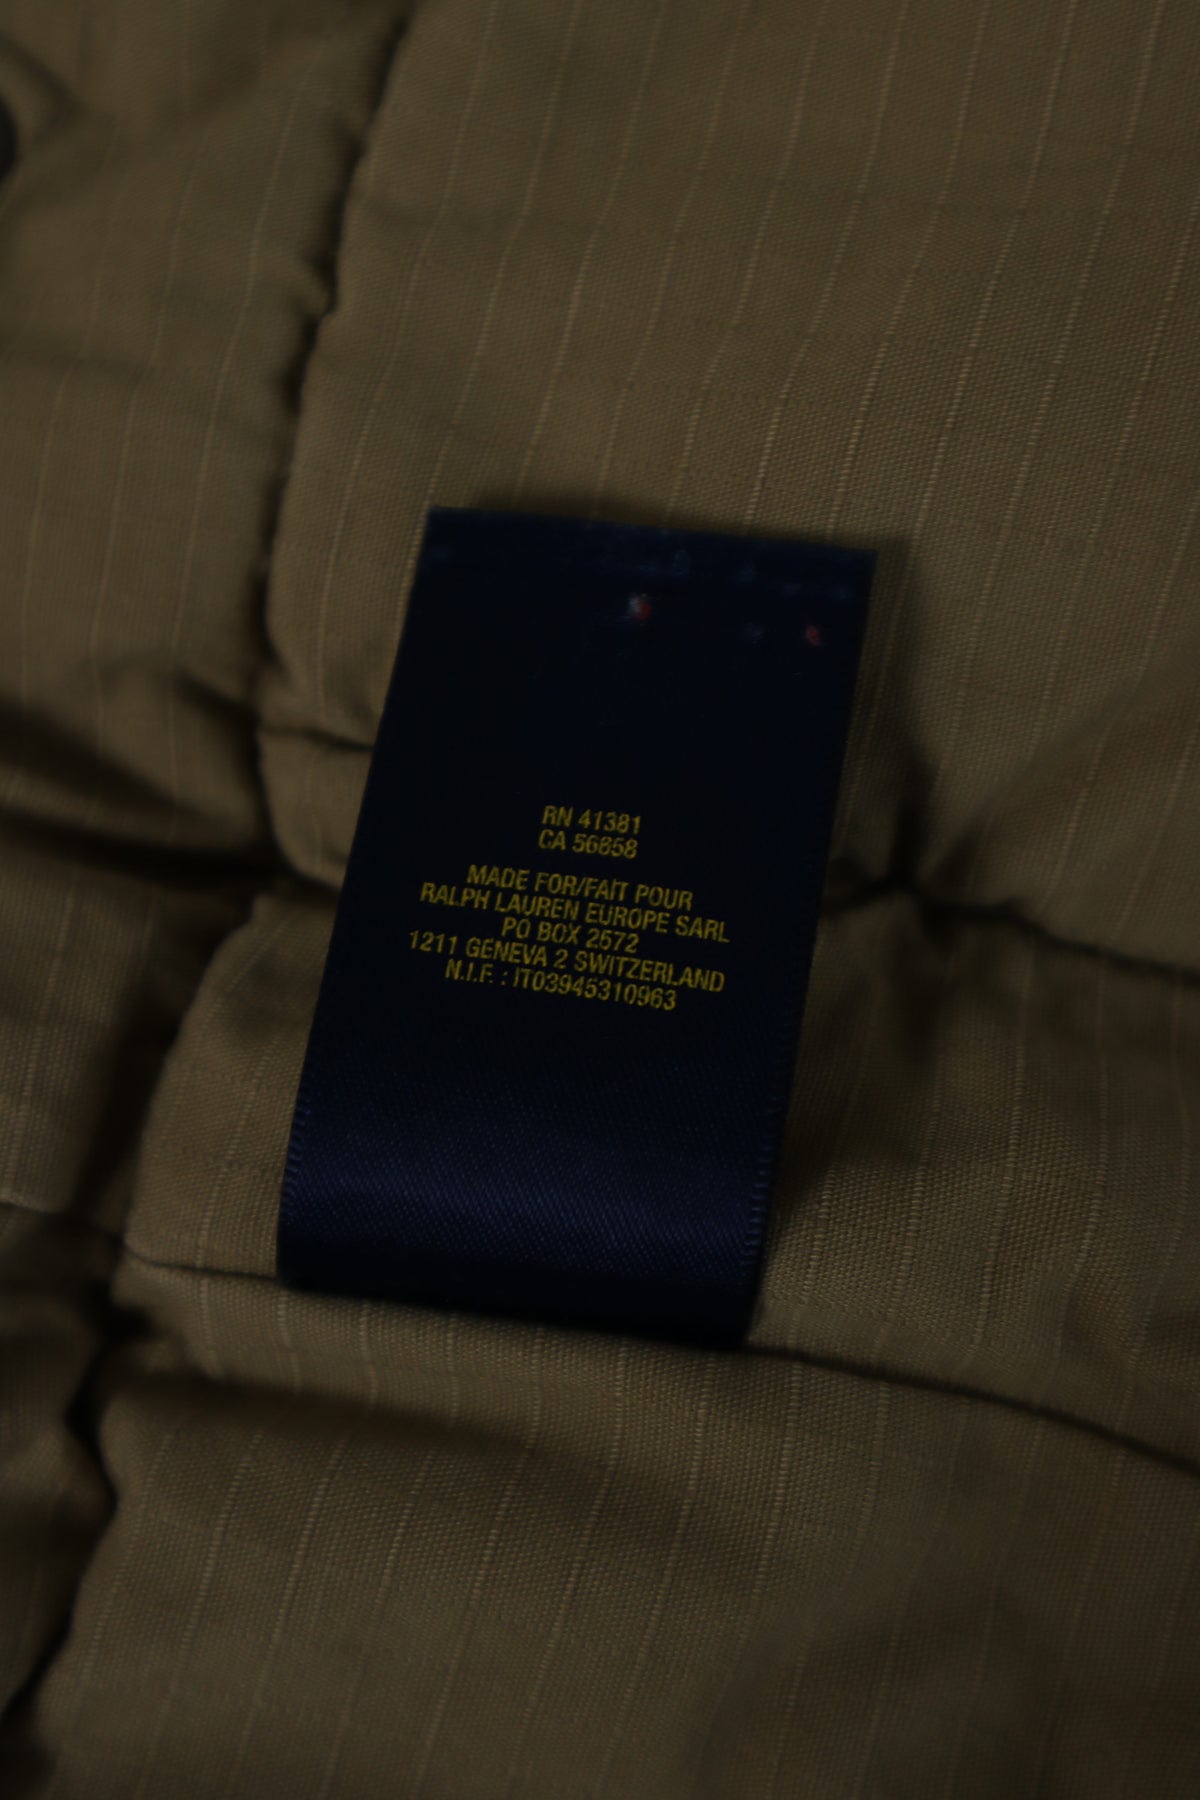 RN 41381
CA 56858
MADE FOR/FAIT POUR
RALPH LAUREN EUROPE SARL
PO BOX 2572
1211 GENEVA 2 SWITZERLAND
N.I.F. : IT03945310963